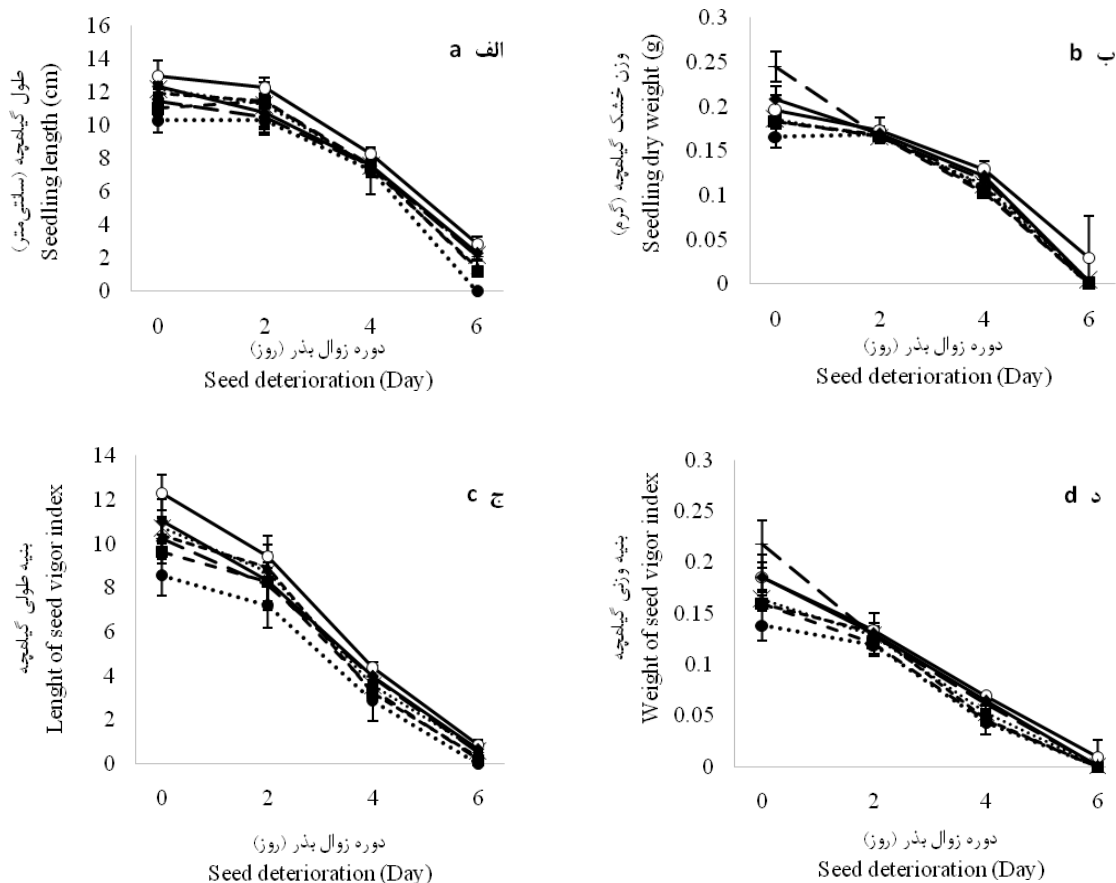 a الف
طول گیاهچه (سانتی‌متر)
Seedling length (cm)
16
14
12
10
8
6
4
2
0
0 2 4 6
دوره زوال بذر (روز)
Seed deterioration (Day)
b ب
وزن خشک گیاهچه (گرم)
Seedling dry weight (g)
0.3
0.25
0.2
0.15
0.1
0.05
0
0 2 4 6
دوره زوال بذر (روز)
Seed deterioration (Day)
c ج
بنیه طولی گیاهچه
Lenght of seed vigor index
14
12
10
8
6
4
2
0
0 2 4 6
دوره زوال بذر (روز)
Seed deterioration (Day)
d د
بنیه وزنی گیاهچه
Weight of seed vigor index
0.3
0.25
0.2
0.15
0.1
0.05
0
0 2 4 6
دوره زوال بذر (روز)
Seed deterioration (Day)